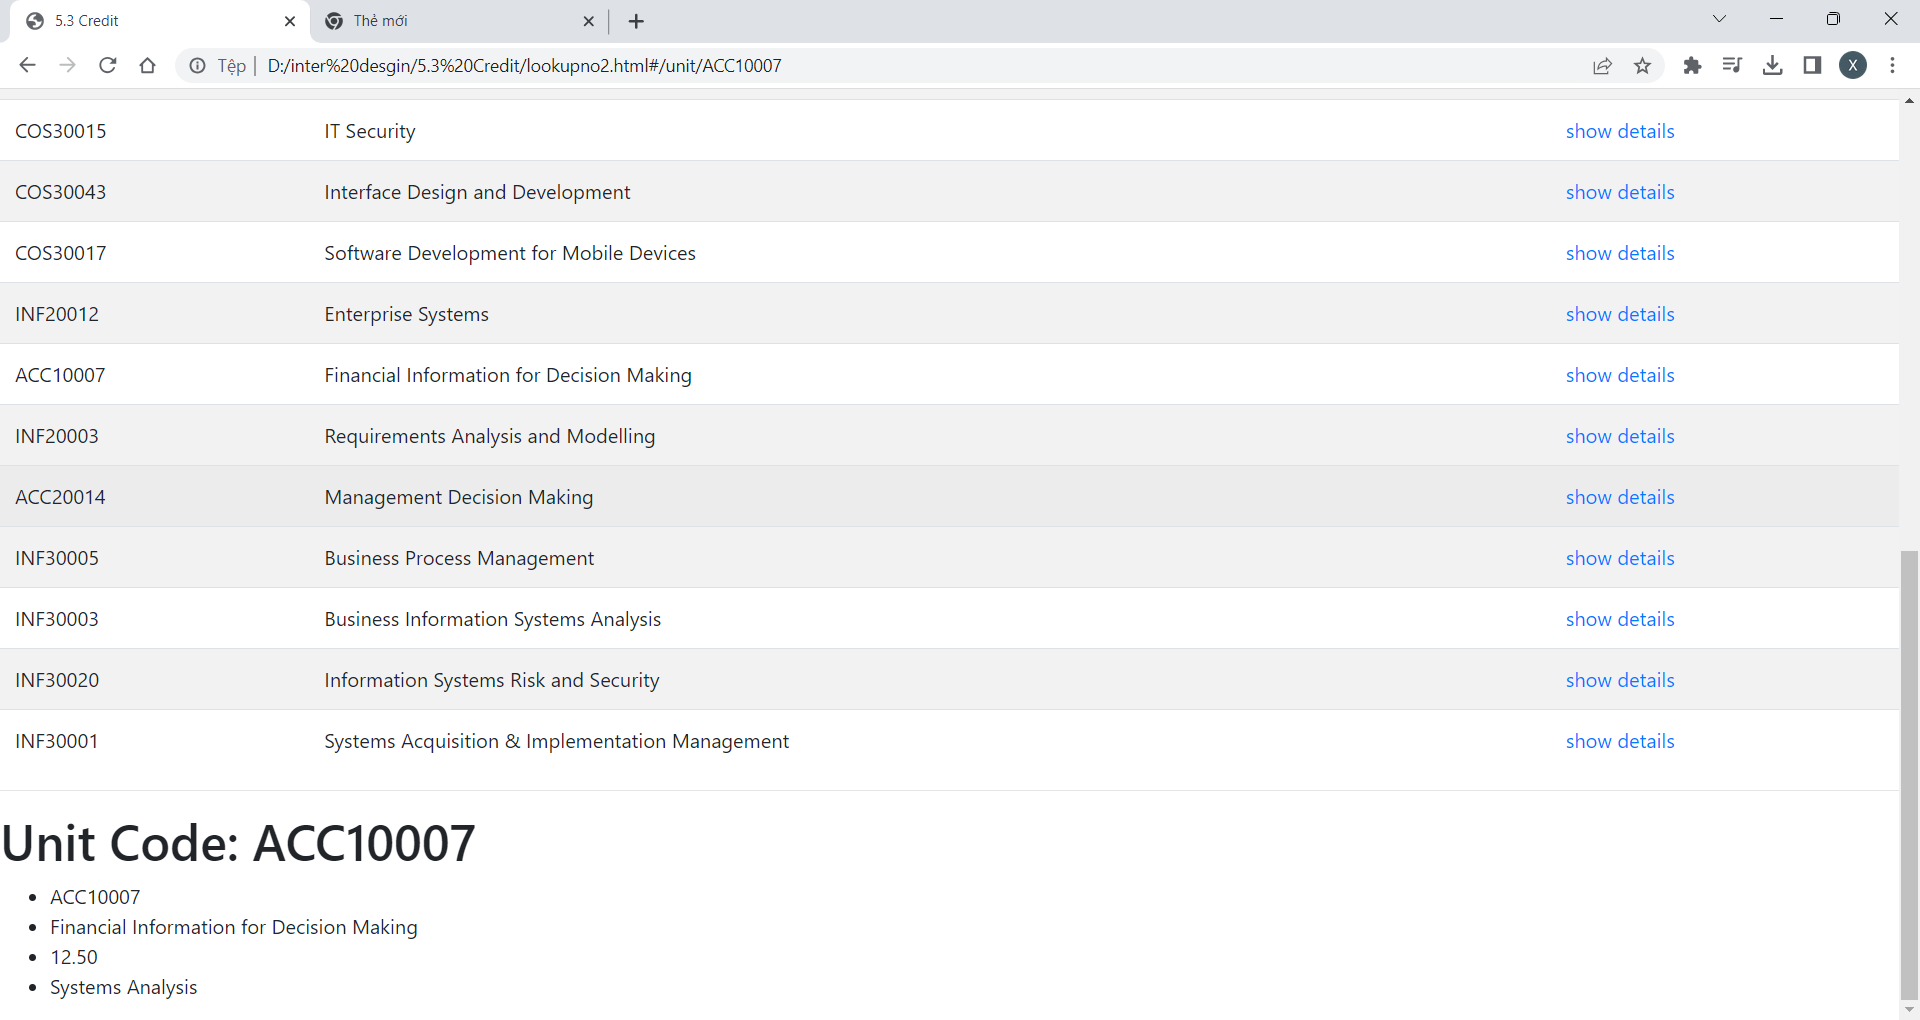 5.3 Credit
Thẻ mới
Tệp | D:/inter%20desgin/5.3%20Credit/lookupno2.html#/unit/ACC10007
X
COS30015 IT Security show details
COS30043 Interface Design and Development show details
COS30017 Software Development for Mobile Devices show details
INF20012 Enterprise Systems show details
ACC10007 Financial Information for Decision Making show details
INF20003 Requirements Analysis and Modelling show details
ACC20014 Management Decision Making show details
INF30005 Business Process Management show details
INF30003 Business Information Systems Analysis show details
INF30020 Information Systems Risk and Security show details
INF30001 Systems Acquisition & Implementation Management show details
Unit Code: ACC10007
• ACC10007
• Financial Information for Decision Making
• 12.50
• Systems Analysis